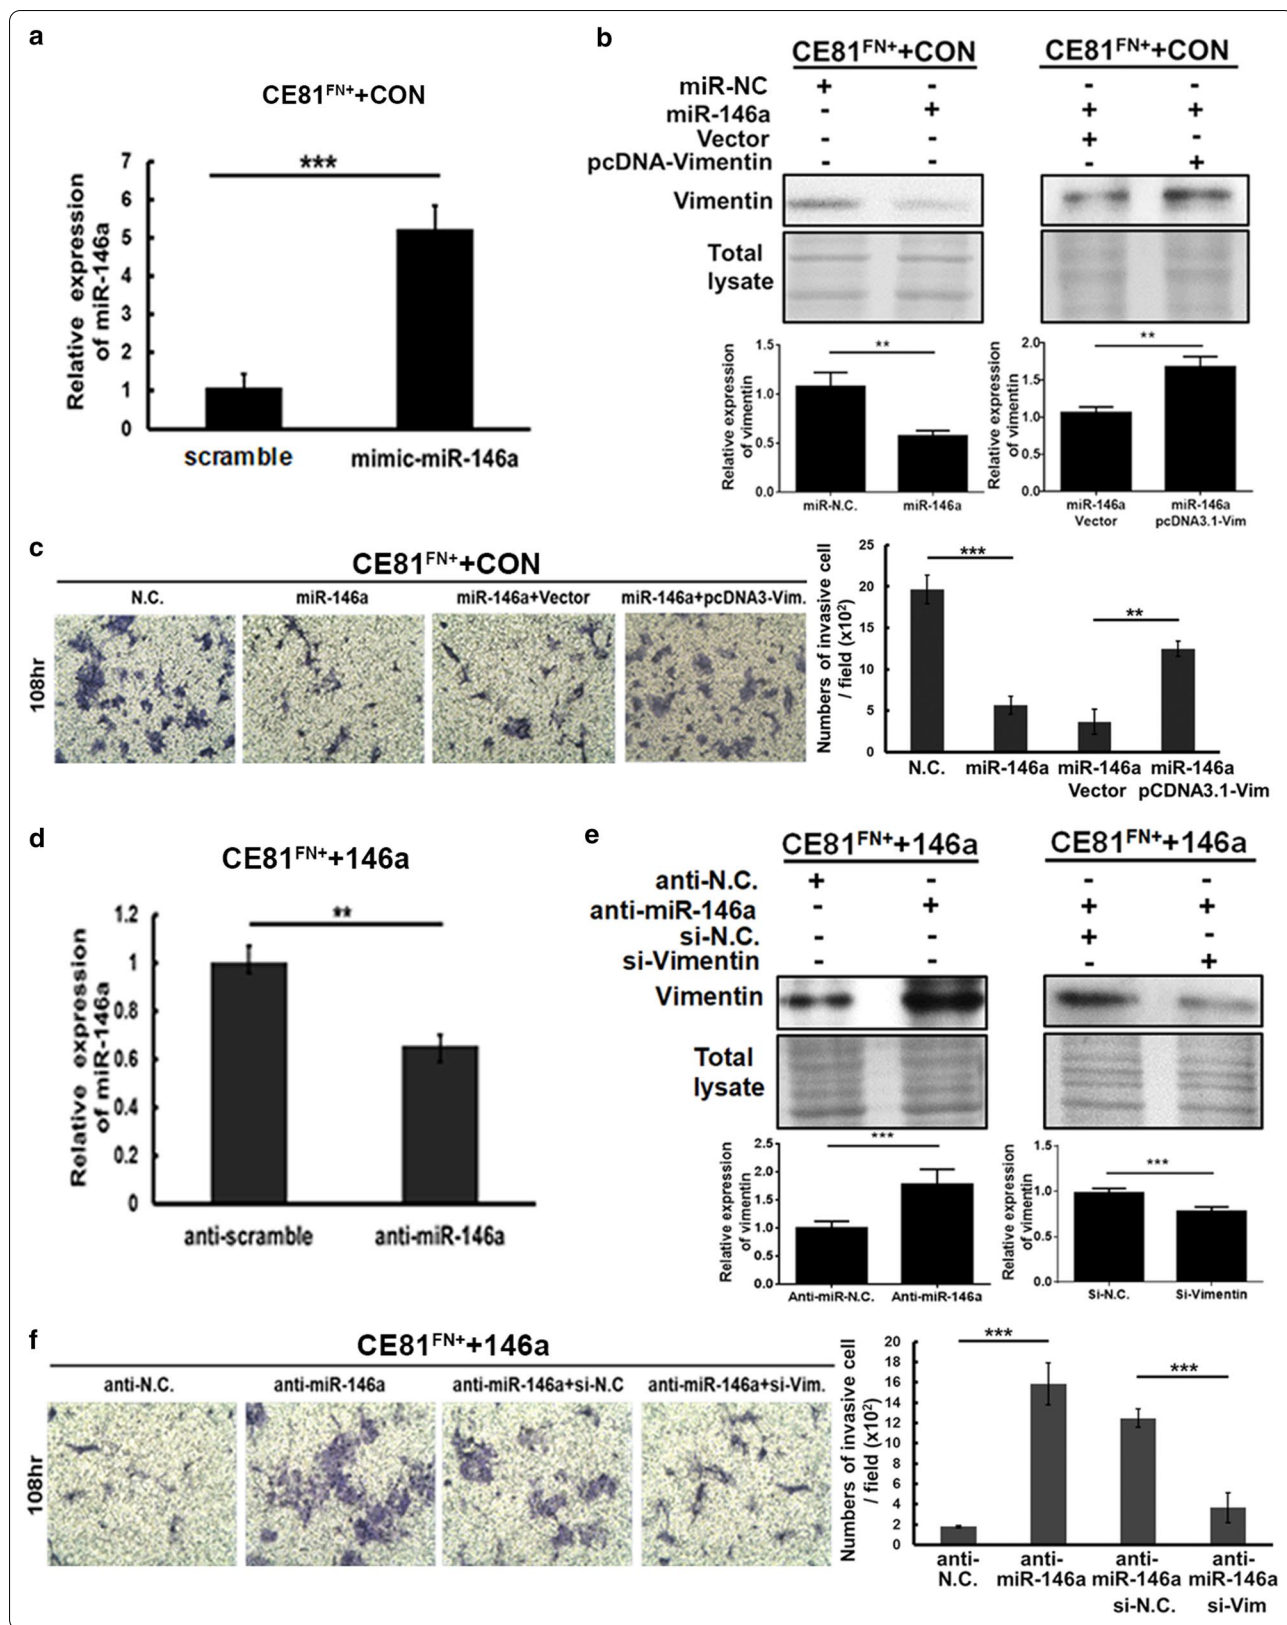 a
CE81FN++CON
Relative expression
of miR-146a
7
6
5
4
3
2
1
0
***
scramble
mimic-miR-146a
b
CE81FN++CON
CE81FN++CON
miR-NC + - - -
miR-146a - + + +
Vector - - + -
pcDNA-Vimentin - - - +
Vimentin
Total
lysate
Relative expression
of vimentin
1.5
1.0
0.5
0.0
**
miR-N.C.
miR-146a
Relative expression
of vimentin
2.0
1.5
1.0
0.5
0.0
**
miR-146a
Vector
miR-146a
pcDNA3.1-Vim
c
CE81FN++CON
N.C.
miR-146a
miR-146a+Vector
miR-146a+pcDNA3-Vim.
108hr
Numbers of invasive cell
/ field (x10²)
25
20
15
10
5
0
***
**
N.C.
miR-146a
miR-146a
Vector
miR-146a
pCDNA3.1-Vim
d
CE81FN++146a
Relative expression
of miR-146a
1.2
1
0.8
0.6
0.4
0.2
0
**
anti-scramble
anti-miR-146a
e
CE81FN++146a
CE81FN++146a
anti-N.C. + - - -
anti-miR-146a - + + +
si-N.C. - - + -
si-Vimentin - - - +
Vimentin
Total
lysate
Relative expression
of vimentin
2.5
2.0
1.5
1.0
0.5
0.0
***
Anti-miR-N.C.
Anti-miR-146a
Relative expression
of vimentin
1.5
1.0
0.5
0.0
***
Si-N.C.
Si-Vimentin
f
CE81FN++146a
anti-N.C.
anti-miR-146a
anti-miR-146a+si-N.C
anti-miR-146a+si-Vim.
108hr
Numbers of invasive cell
/ field (x10²)
20
18
16
14
12
10
8
6
4
2
0
***
***
anti-
N.C.
anti-
miR-146a
anti-
miR-146a
si-N.C.
anti-
miR-146a
si-Vim